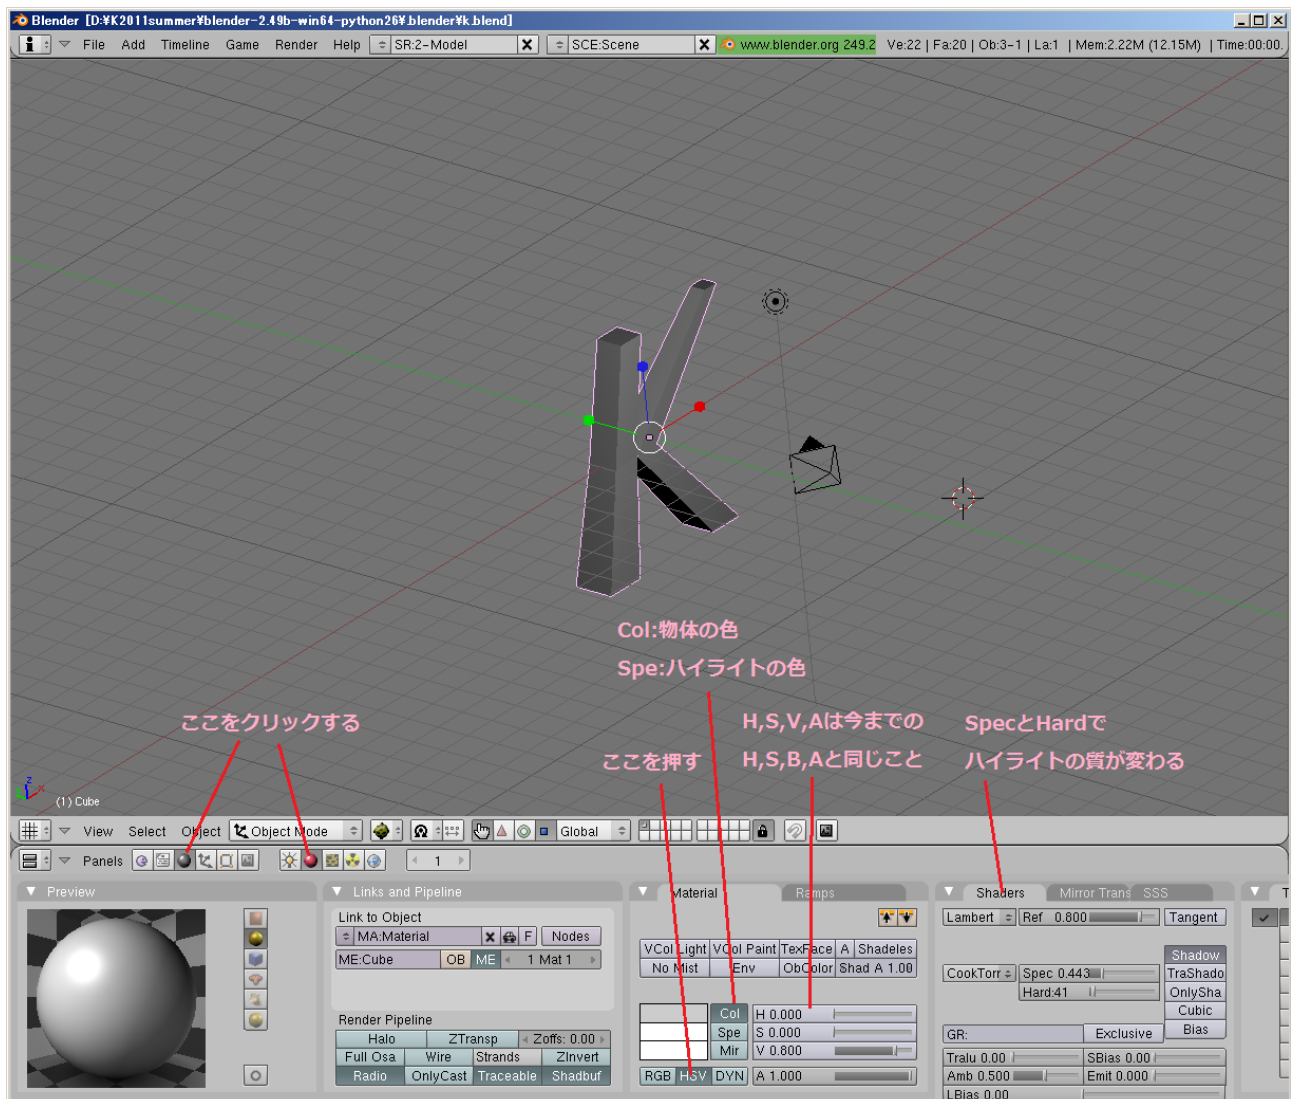 Blender [D:¥K2011summer¥blender-2.49b-win64-python26¥.blender¥k.blend]
File Add Timeline Game Render Help SR:2-Model X SCE:Scene X www.blender.org 249.2 Ve:22 | Fa:20 | Ob:3-1 | La:1 | Mem:2.22M (12.15M) | Time:00:00.
Col:物体の色
Spe:ハイライトの色
ここをクリックする
H,S,V,Aは今までの
H,S,B,Aと同じこと
SpecとHardで
ハイライトの質が変わる
ここを押す
z
x
(1) Cube
View Select Object Object Mode Global
Panels 1
Preview
Links and Pipeline
Link to Object
MA:Material X F Nodes
ME:Cube OB ME 1 Mat 1
Render Pipeline
Halo ZTransp Zoffs: 0.00
Full Osa Wire Strands ZInvert
Radio OnlyCast Traceable Shadbuf
Material Ramps
VCol Light VCol Paint TexFace A Shadeles
No Mist Env ObColor Shad A 1.00
Col H 0.000
Spe S 0.000
Mir V 0.800
RGB HSV DYN A 1.000
Shaders Mirror Trans SSS
Lambert Ref 0.800 Tangent
Shadow
CookTorr Spec 0.443 TraShado
Hard:41 OnlySha
Cubic
GR: Exclusive Bias
Tralu 0.00 SBias 0.00
Amb 0.500 Emit 0.000
LBias 0.00
T